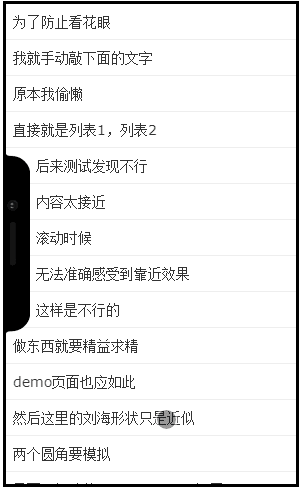 为了防止看花眼
我就手动敲下面的文字
原本我偷懒
直接就是列表1，列表2
后来测试发现不行
内容太接近
滚动时候
无法准确感受到靠近效果
这样是不行的
做东西就要精益求精
demo页面也应如此
然后这里的刘海形状只是近似
两个圆角要模拟